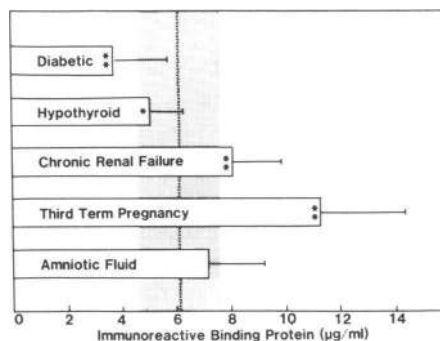 Diabetic **
Hypothyroid *
Chronic Renal Failure **
Third Term Pregnancy **
Amniotic Fluid
0 2 4 6 8 10 12 14
Immunoreactive Binding Protein (μg/ml)